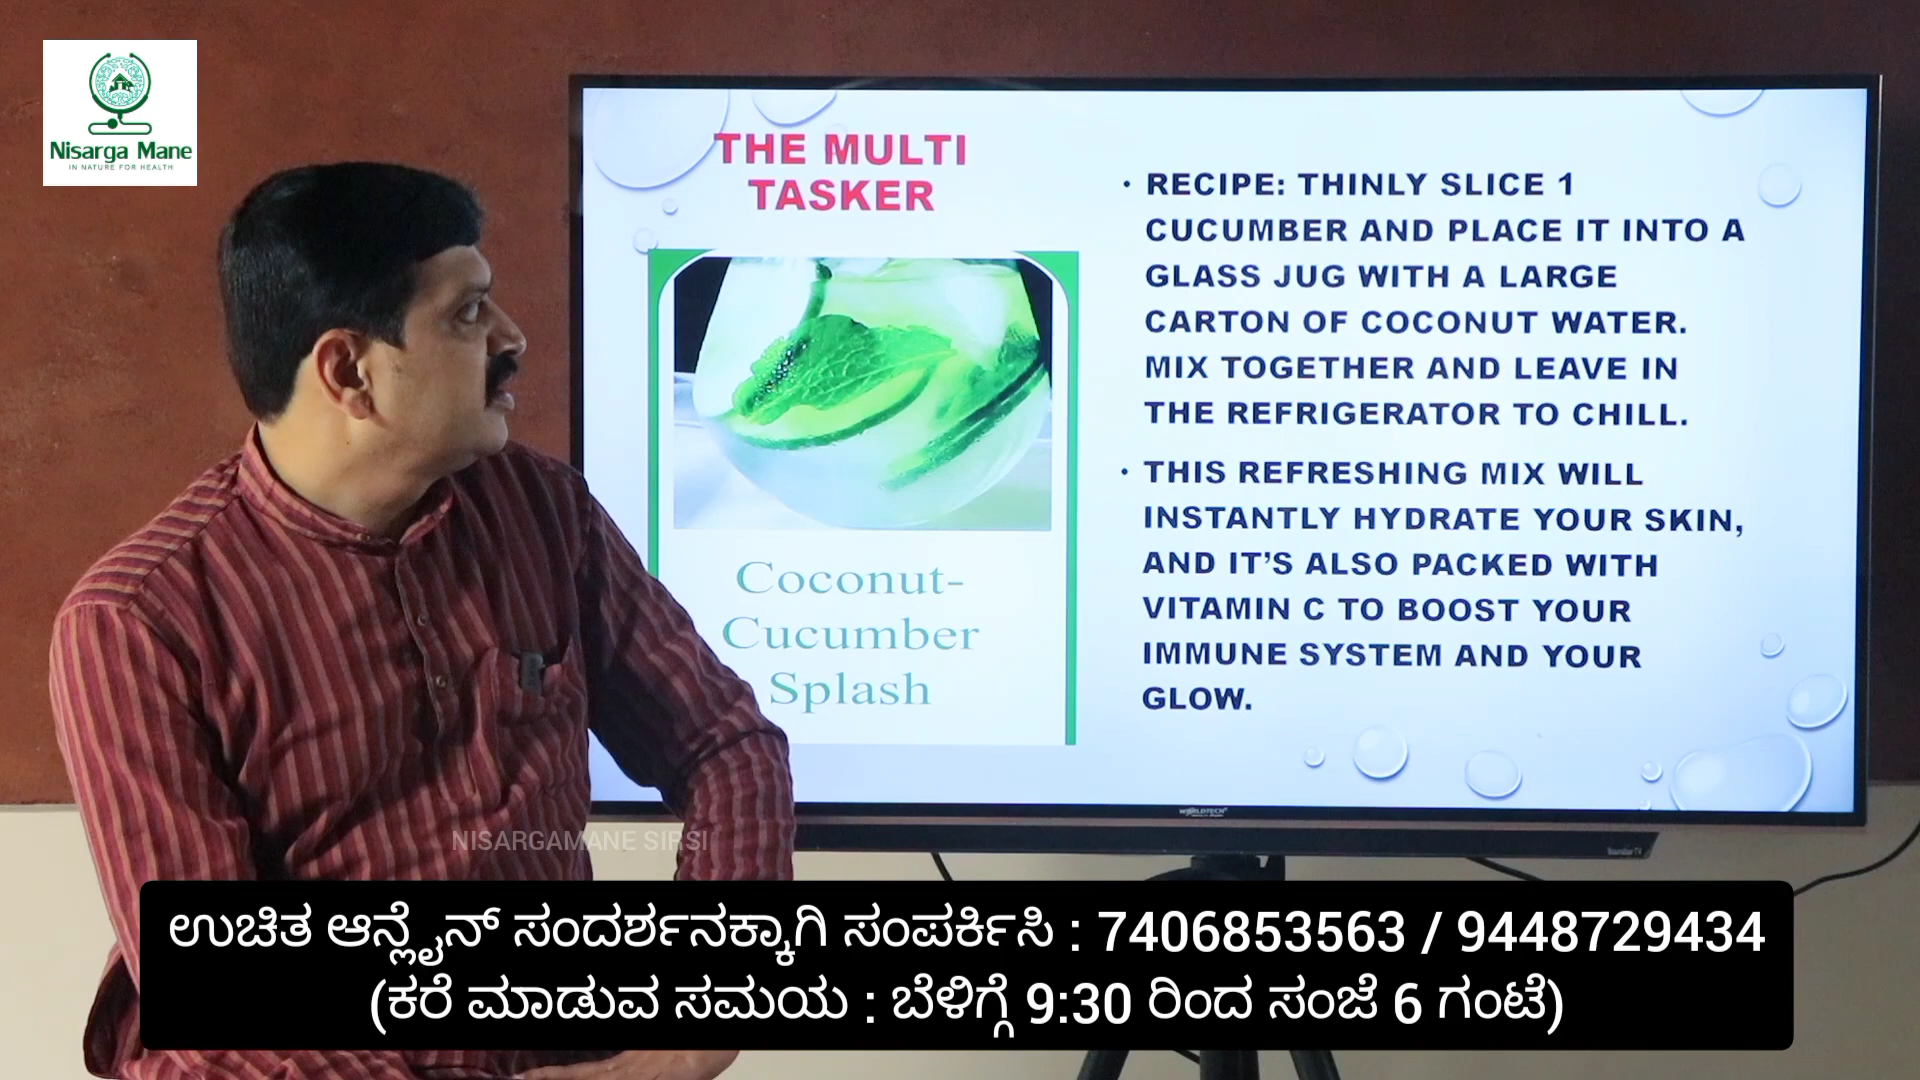 Nisarga Mane
IN NATURE FOR HEALTH
THE MULTI
TASKER
Coconut-
Cucumber
Splash
• RECIPE: THINLY SLICE 1
CUCUMBER AND PLACE IT INTO A
GLASS JUG WITH A LARGE
CARTON OF COCONUT WATER.
MIX TOGETHER AND LEAVE IN
THE REFRIGERATOR TO CHILL.
• THIS REFRESHING MIX WILL
INSTANTLY HYDRATE YOUR SKIN,
AND IT'S ALSO PACKED WITH
VITAMIN C TO BOOST YOUR
IMMUNE SYSTEM AND YOUR
GLOW.
NISARGAMANE SIRSI
ಉಚಿತ ಆನ್ಲೈನ್ ಸಂದರ್ಶನಕ್ಕಾಗಿ ಸಂಪರ್ಕಿಸಿ : 7406853563 / 9448729434
(ಕರೆ ಮಾಡುವ ಸಮಯ : ಬೆಳಿಗ್ಗೆ 9:30 ರಿಂದ ಸಂಜೆ 6 ಗಂಟೆ)